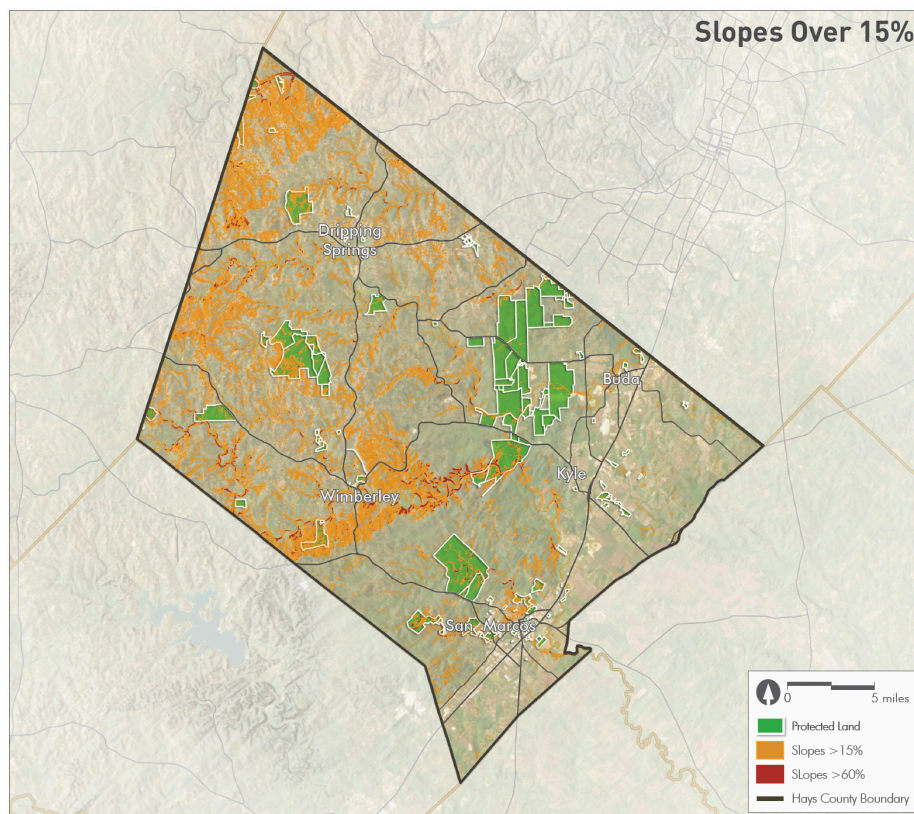 Slopes Over 15%
Dripping
Springs
Buda
Kyle
Wimberley
San Marcos
0
5 miles
Protected Land
Slopes >15%
SLopes >60%
Hays County Boundary